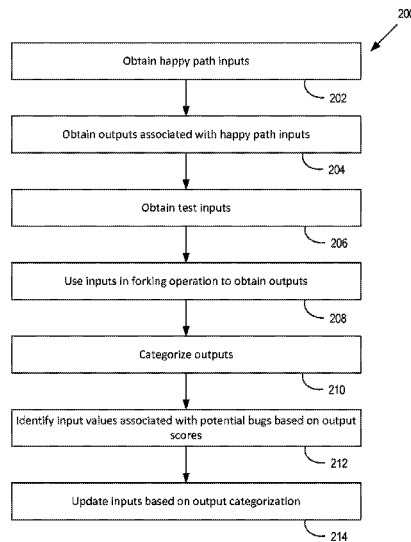 200
Obtain happy path inputs
202
Obtain outputs associated with happy path inputs
204
Obtain test inputs
206
Use inputs in forking operation to obtain outputs
208
Categorize outputs
210
Identify input values associated with potential bugs based on output
scores
212
Update inputs based on output categorization
214